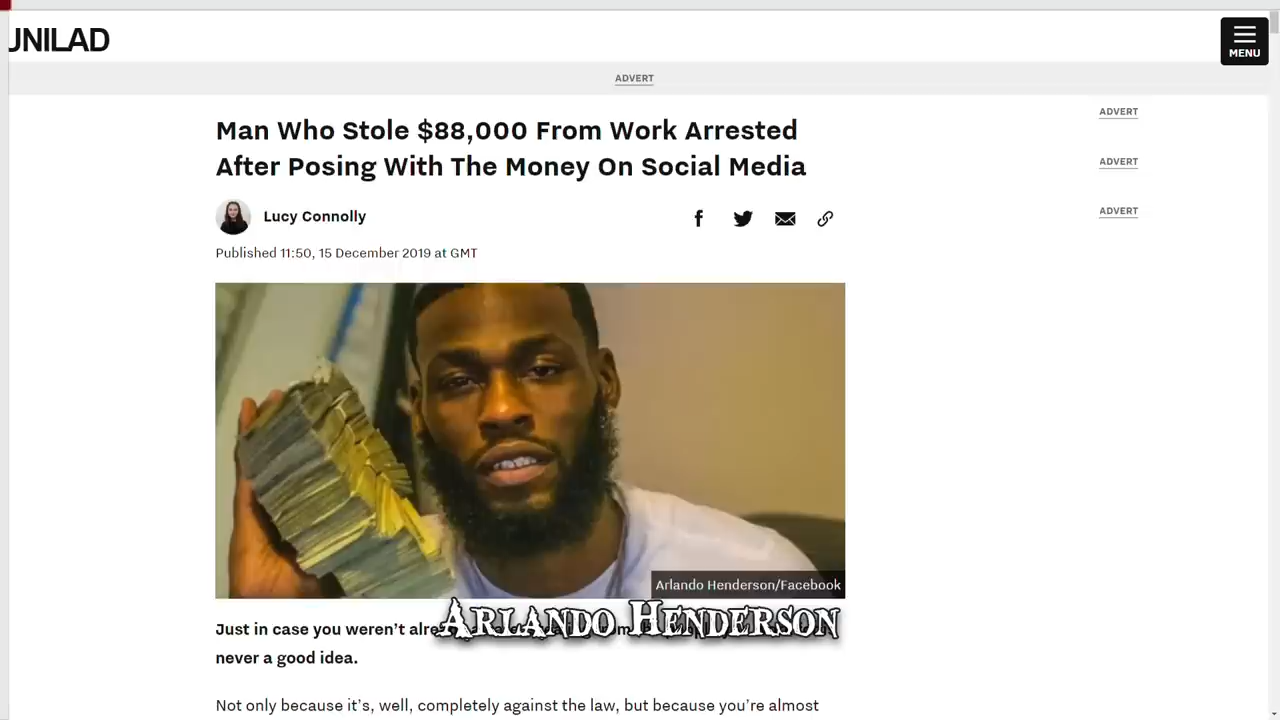 UNILAD
MENU
ADVERT
Man Who Stole $88,000 From Work Arrested
After Posing With The Money On Social Media
ADVERT
ADVERT
ADVERT
Lucy Connolly
Published 11:50, 15 December 2019 at GMT
Arlando Henderson/Facebook
Arlando Henderson
Just in case you weren't
never a good idea.
Not only because it's, well, completely against the law, but because you're almost